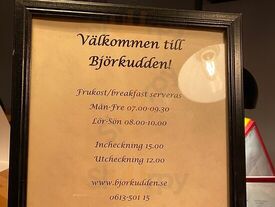 Välkommen till
Björkudden!
Frukost/breakfast serveras
Mån-Fre 07.00-09.30
Lör-Sön 08.00-10.00
Incheckning 15.00
Utcheckning 12.00
www.bjorkudden.se
0613-501 15